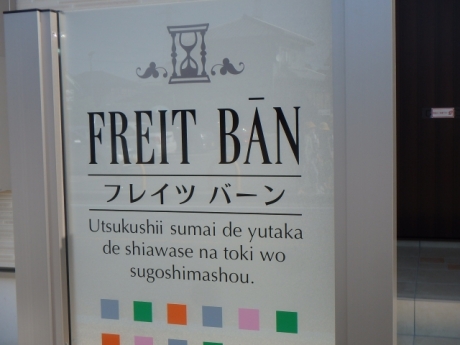 FREIT BĀN
フレイツ バーン
Utsukushii sumai de yutaka
de shiawase na toki wo
sugoshimashou.